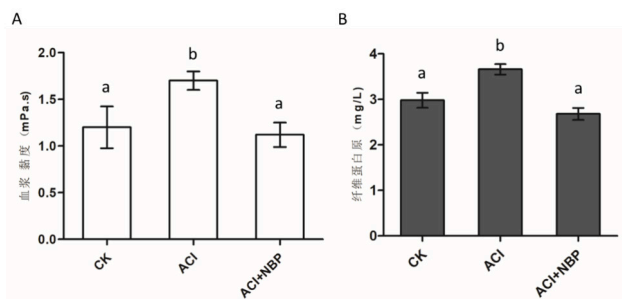 A
血浆 黏度 (mPa.s)
2.0
1.5
1.0
0.5
0.0
a
b
a
CK
ACI
ACI+NBP
B
纤维蛋白原 (mg/L)
4
3
2
1
0
a
b
a
CK
ACI
ACI+NBP